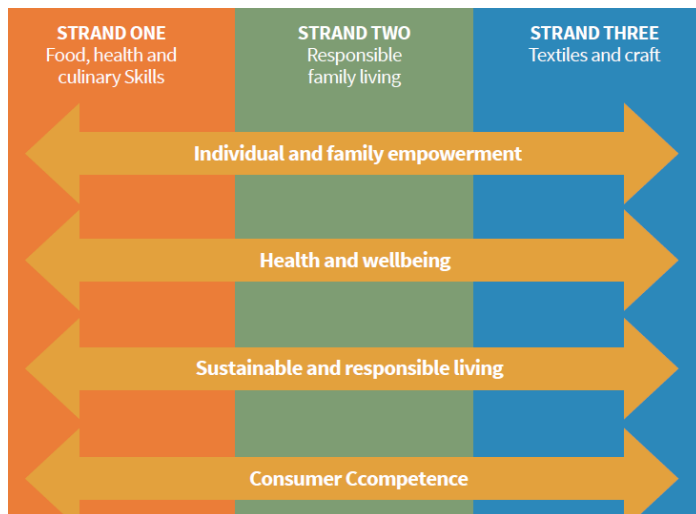 STRAND ONE
Food, health and
culinary Skills
STRAND TWO
Responsible
family living
STRAND THREE
Textiles and craft
Individual and family empowerment
Health and wellbeing
Sustainable and responsible living
Consumer Ccompetence